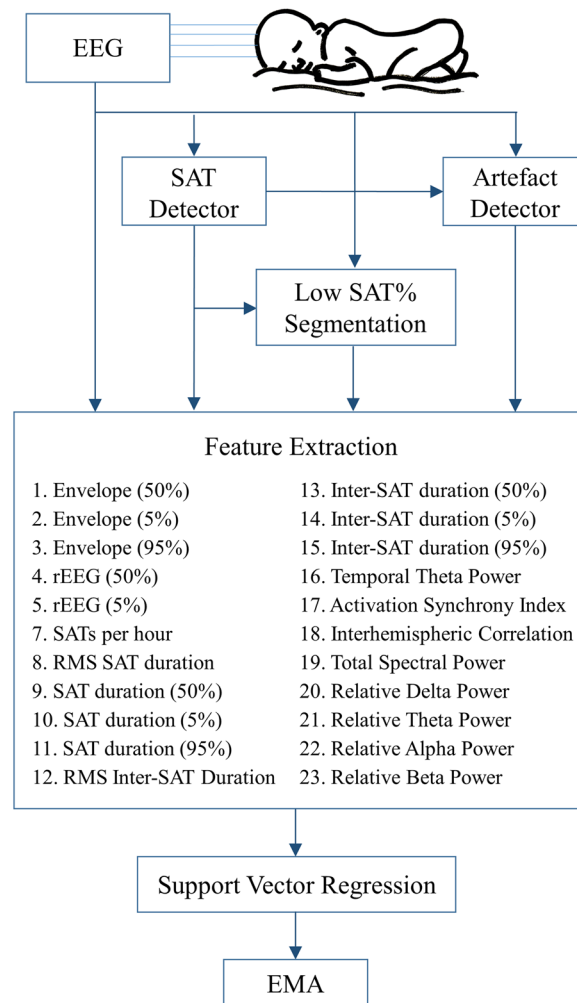 EEG
SAT
Detector
Artefact
Detector
Low SAT%
Segmentation
Feature Extraction
1. Envelope (50%)
2. Envelope (5%)
3. Envelope (95%)
4. rEEG (50%)
5. rEEG (5%)
7. SATs per hour
8. RMS SAT duration
9. SAT duration (50%)
10. SAT duration (5%)
11. SAT duration (95%)
12. RMS Inter-SAT Duration
13. Inter-SAT duration (50%)
14. Inter-SAT duration (5%)
15. Inter-SAT duration (95%)
16. Temporal Theta Power
17. Activation Synchrony Index
18. Interhemispheric Correlation
19. Total Spectral Power
20. Relative Delta Power
21. Relative Theta Power
22. Relative Alpha Power
23. Relative Beta Power
Support Vector Regression
EMA